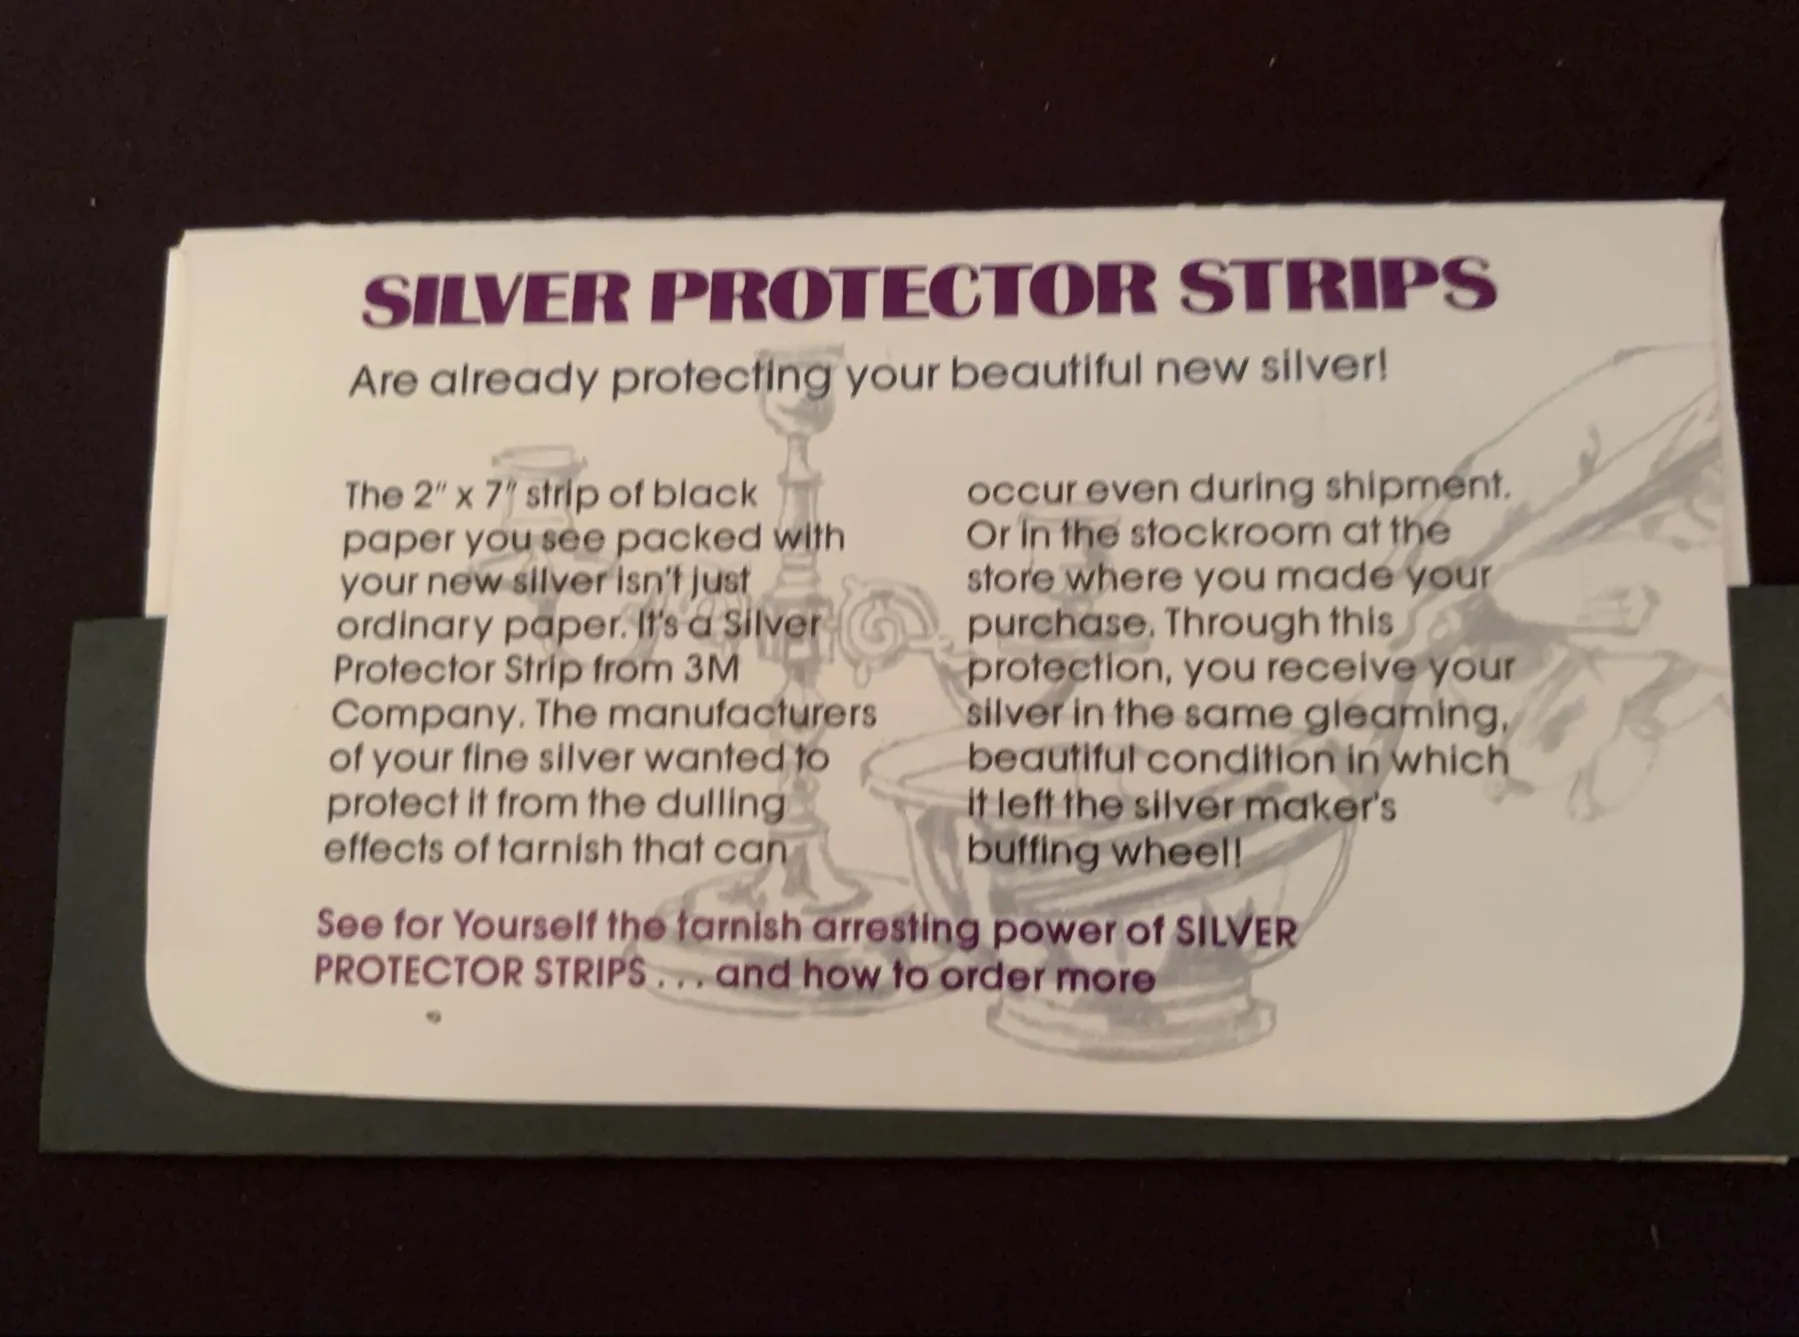 SILVER PROTECTOR STRIPS
Are already protecting your beautiful new silver!
The 2" x 7" strip of black
paper you see packed with
your new silver isn't just
ordinary paper. It's a Silver
Protector Strip from 3M
Company. The manufacturers
of your fine silver wanted to
protect it from the dulling
effects of tarnish that can
occur even during shipment.
Or in the stockroom at the
store where you made your
purchase. Through this
protection, you receive your
silver in the same gleaming,
beautiful condition in which
it left the silver maker's
buffing wheel!
See for Yourself the tarnish arresting power of SILVER
PROTECTOR STRIPS . . . and how to order more